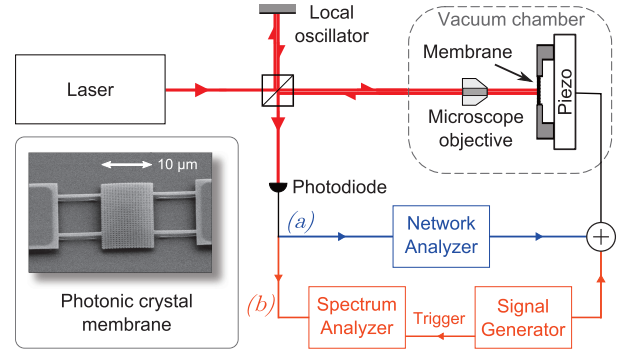 Local
oscillator
Vacuum chamber
Membrane
Laser
Piezo
Microscope
objective
10 µm
Photodiode
(a)
Network
Analyzer
+
(b)
Spectrum
Analyzer
Trigger
Signal
Generator
Photonic crystal
membrane